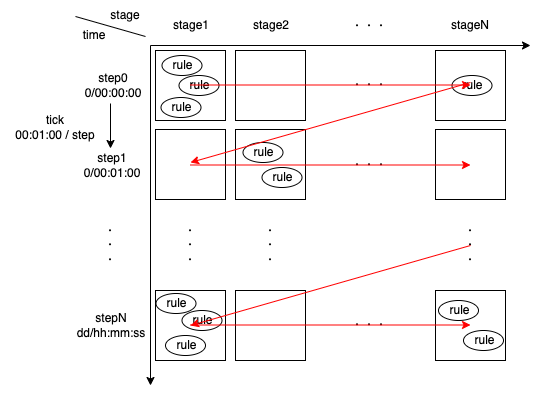 stage
time
stage1
stage2
. . .
stageN
step0
0/00:00:00
rule
rule
rule
. . .
rule
tick
00:01:00 / step
step1
0/00:01:00
rule
rule
. . .
stepN
dd/hh:mm:ss
rule
rule
rule
. . .
rule
rule